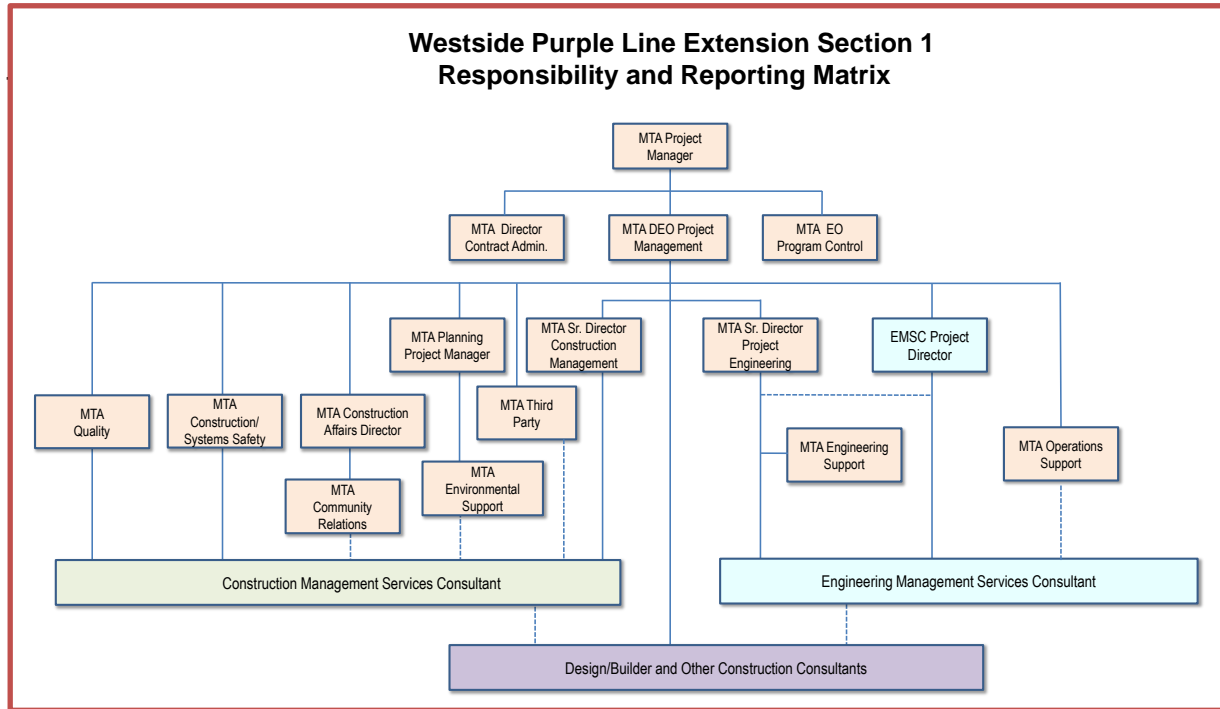 Westside Purple Line Extension Section 1
Responsibility and Reporting Matrix
MTA Project
Manager
MTA Director
Contract Admin.
MTA DEO Project
Management
MTA EO
Program Control
MTA Planning
Project Manager
MTA Sr. Director
Construction
Management
MTA Sr. Director
Project
Engineering
EMSC Project
Director
MTA
Quality
MTA
Construction/
Systems Safety
MTA Construction
Affairs Director
MTA Third
Party
MTA Engineering
Support
MTA Operations
Support
MTA
Community
Relations
MTA
Environmental
Support
Construction Management Services Consultant
Engineering Management Services Consultant
Design/Builder and Other Construction Consultants